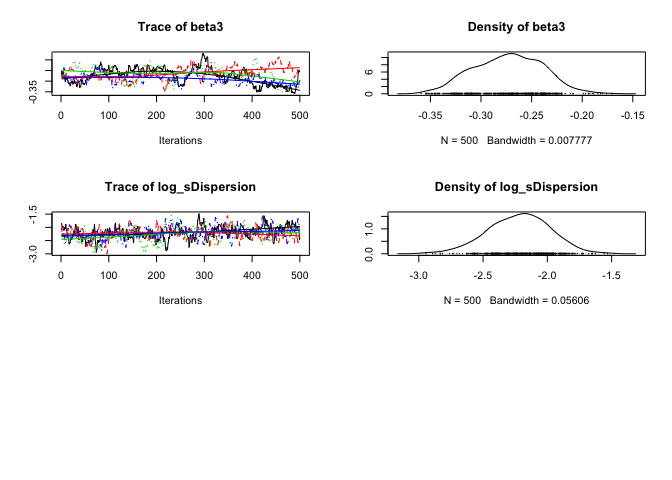 Trace of beta3
-0.35
0 100 200 300 400 500
Iterations
Density of beta3
0 6
-0.35 -0.30 -0.25 -0.20 -0.15
N = 500 Bandwidth = 0.007777
Trace of log_sDispersion
-3.0 -1.5
0 100 200 300 400 500
Iterations
Density of log_sDispersion
0.0 1.0
-3.0 -2.5 -2.0 -1.5
N = 500 Bandwidth = 0.05606